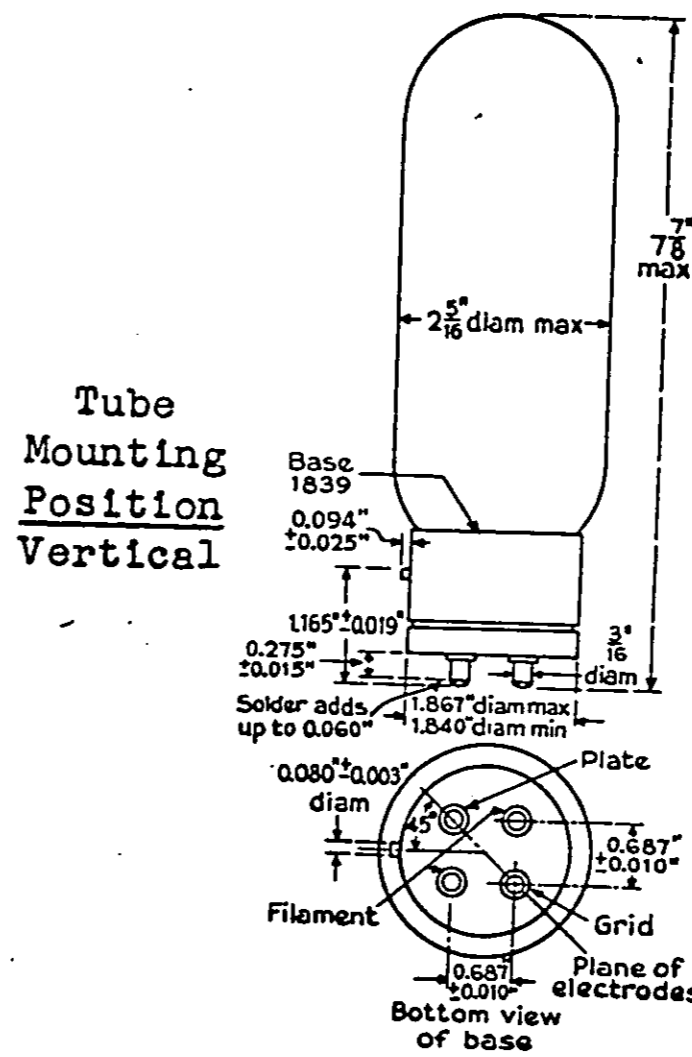 7 7/8"
max
2 5/16" diam max
Tube
Mounting
Position
Vertical
Base
1839
0.094"
±0.025"
1.165"±0.019"
0.275"
±0.015"
3/16"
diam
Solder adds
up to 0.060"
1.867" diam max
1.840" diam min
0.080"±0.003"
diam
Plate
45°
0.687"
±0.010"
Filament
Grid
Plane of
electrodes
0.687
±0.010"
Bottom view
of base